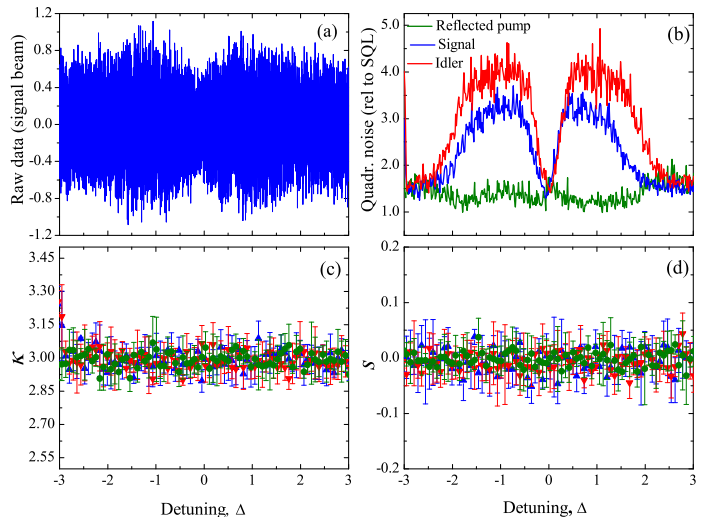 (a)
Raw data (signal beam)
1.2
0.8
0.4
0.0
-0.4
-0.8
-1.2
(b)
Quadr. noise (rel to SQL)
5.0
4.0
3.0
2.0
1.0
Reflected pump
Signal
Idler
(c)
K
3.45
3.30
3.15
3.00
2.85
2.70
2.55
-3 -2 -1 0 1 2 3
Detuning, Δ
(d)
S
0.2
0.1
0.0
-0.1
-0.2
-3 -2 -1 0 1 2 3
Detuning, Δ